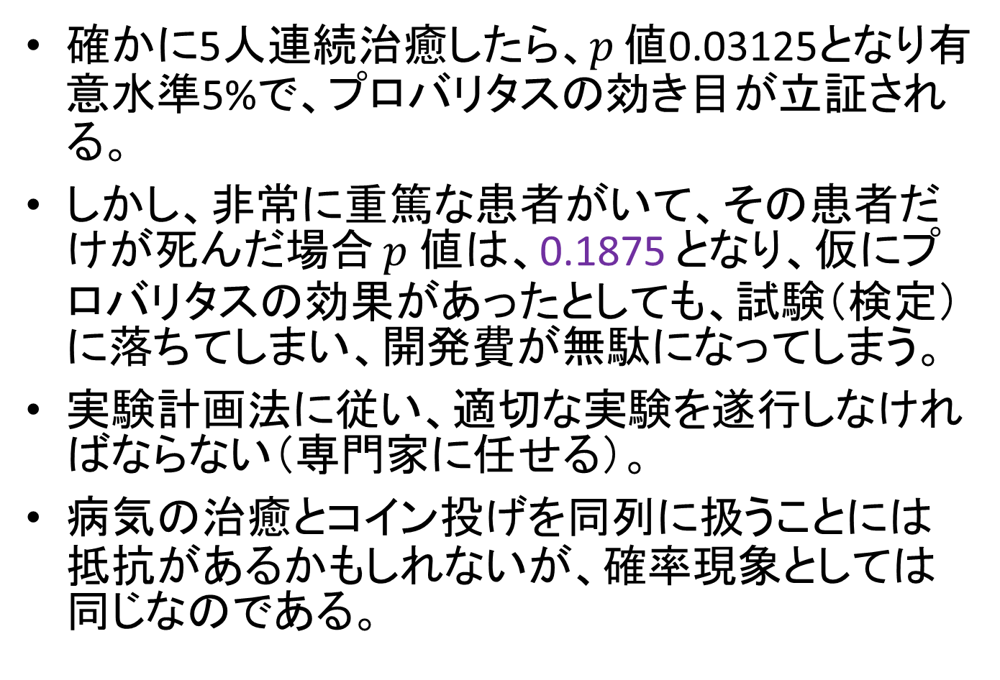 • 確かに5人連続治癒したら、p 値0.03125となり有
意水準5%で、プロバリタスの効き目が立証され
る。
• しかし、非常に重篤な患者がいて、その患者だ
けが死んだ場合 p 値は、0.1875 となり、仮にプ
ロバリタスの効果があったとしても、試験（検定）
に落ちてしまい、開発費が無駄になってしまう。
• 実験計画法に従い、適切な実験を遂行しなけれ
ばならない（専門家に任せる）。
• 病気の治癒とコイン投げを同列に扱うことには
抵抗があるかもしれないが、確率現象としては
同じなのである。